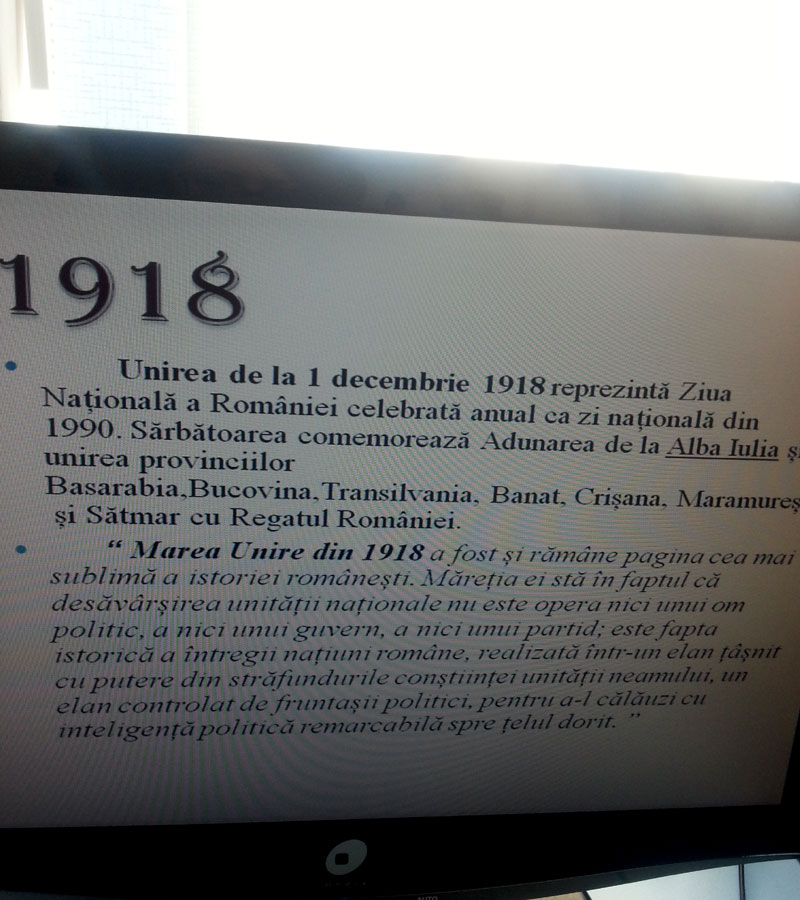 1918
• Unirea de la 1 decembrie 1918 reprezintă Ziua
Națională a României celebrată anual ca zi națională din
1990. Sărbătoarea comemorează Adunarea de la Alba Iulia și
unirea provinciilor
Basarabia,Bucovina,Transilvania, Banat, Crișana, Maramureș
și Sătmar cu Regatul României.
• “ Marea Unire din 1918 a fost și rămâne pagina cea mai
sublimă a istoriei românești. Măreția ei stă în faptul că
desăvârșirea unității naționale nu este opera nici unui om
politic, a nici unui guvern, a nici unui partid; este fapta
istorică a întregii națiuni române, realizată într-un elan țâșnit
cu putere din străfundurile conștiinței unității neamului, un
elan controlat de fruntașii politici, pentru a-l călăuzi cu
inteligență politică remarcabilă spre țelul dorit. ”
AUTO